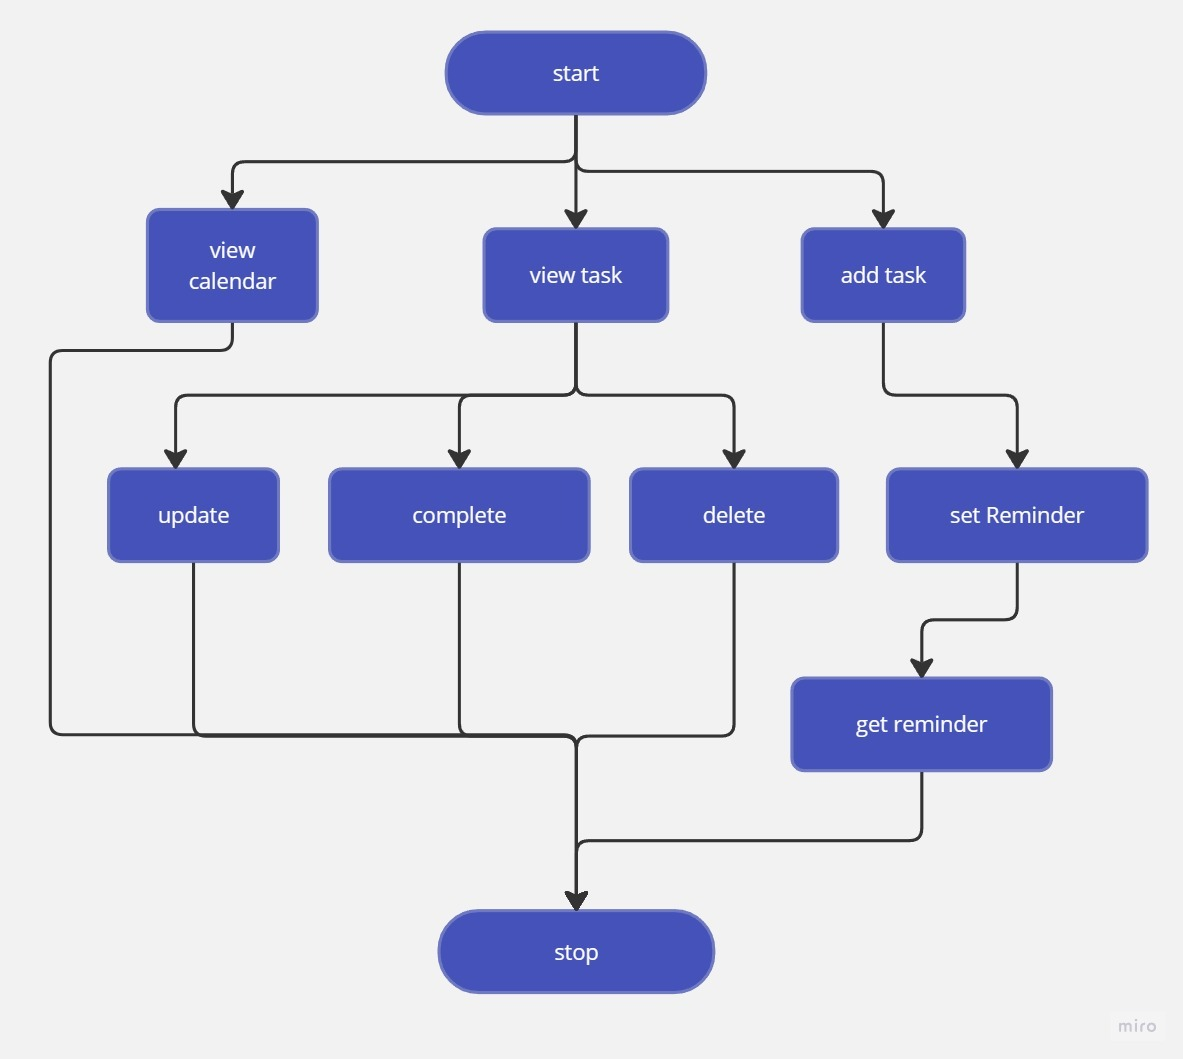 start
view
calendar
view task
add task
update
complete
delete
set Reminder
get reminder
stop
miro